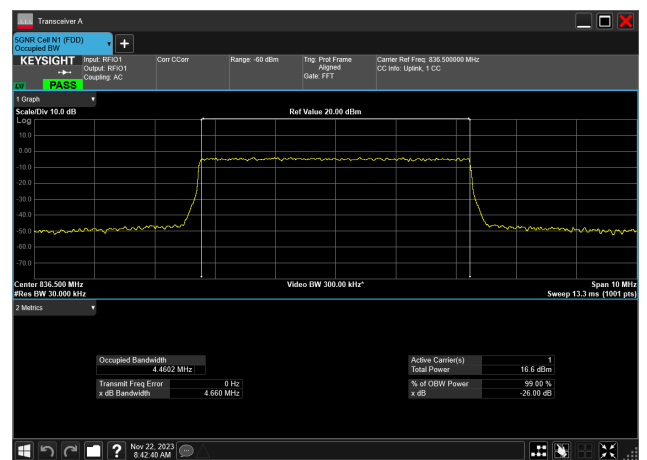 Transceiver A
5GNR Cell N1 (FDD)
Occupied BW
KEYSIGHT
Input: RFIO1
Output: RFIO1
Coupling: AC
Corr CCorr
Range: -60 dBm
Trig: Prot Frame
Aligned
Gate: FFT
Carrier Ref Freq: 836.500000 MHz
CC Info: Uplink, 1 CC
PASS
1 Graph
Scale/Div 10.0 dB
Ref Value 20.00 dBm
Log
10.0
0.00
-10.0
-20.0
-30.0
-40.0
-50.0
-60.0
-70.0
Center 836.500 MHz
Video BW 300.00 kHz*
Span 10 MHz
#Res BW 30.000 kHz
Sweep 13.3 ms (1001 pts)
2 Metrics
Occupied Bandwidth
4.4602 MHz
Active Carrier(s) 1
Total Power 16.6 dBm
Transmit Freq Error 0 Hz
x dB Bandwidth 4.660 MHz
% of OBW Power 99.00 %
x dB -26.00 dB
Nov 22, 2023
8:42:40 AM